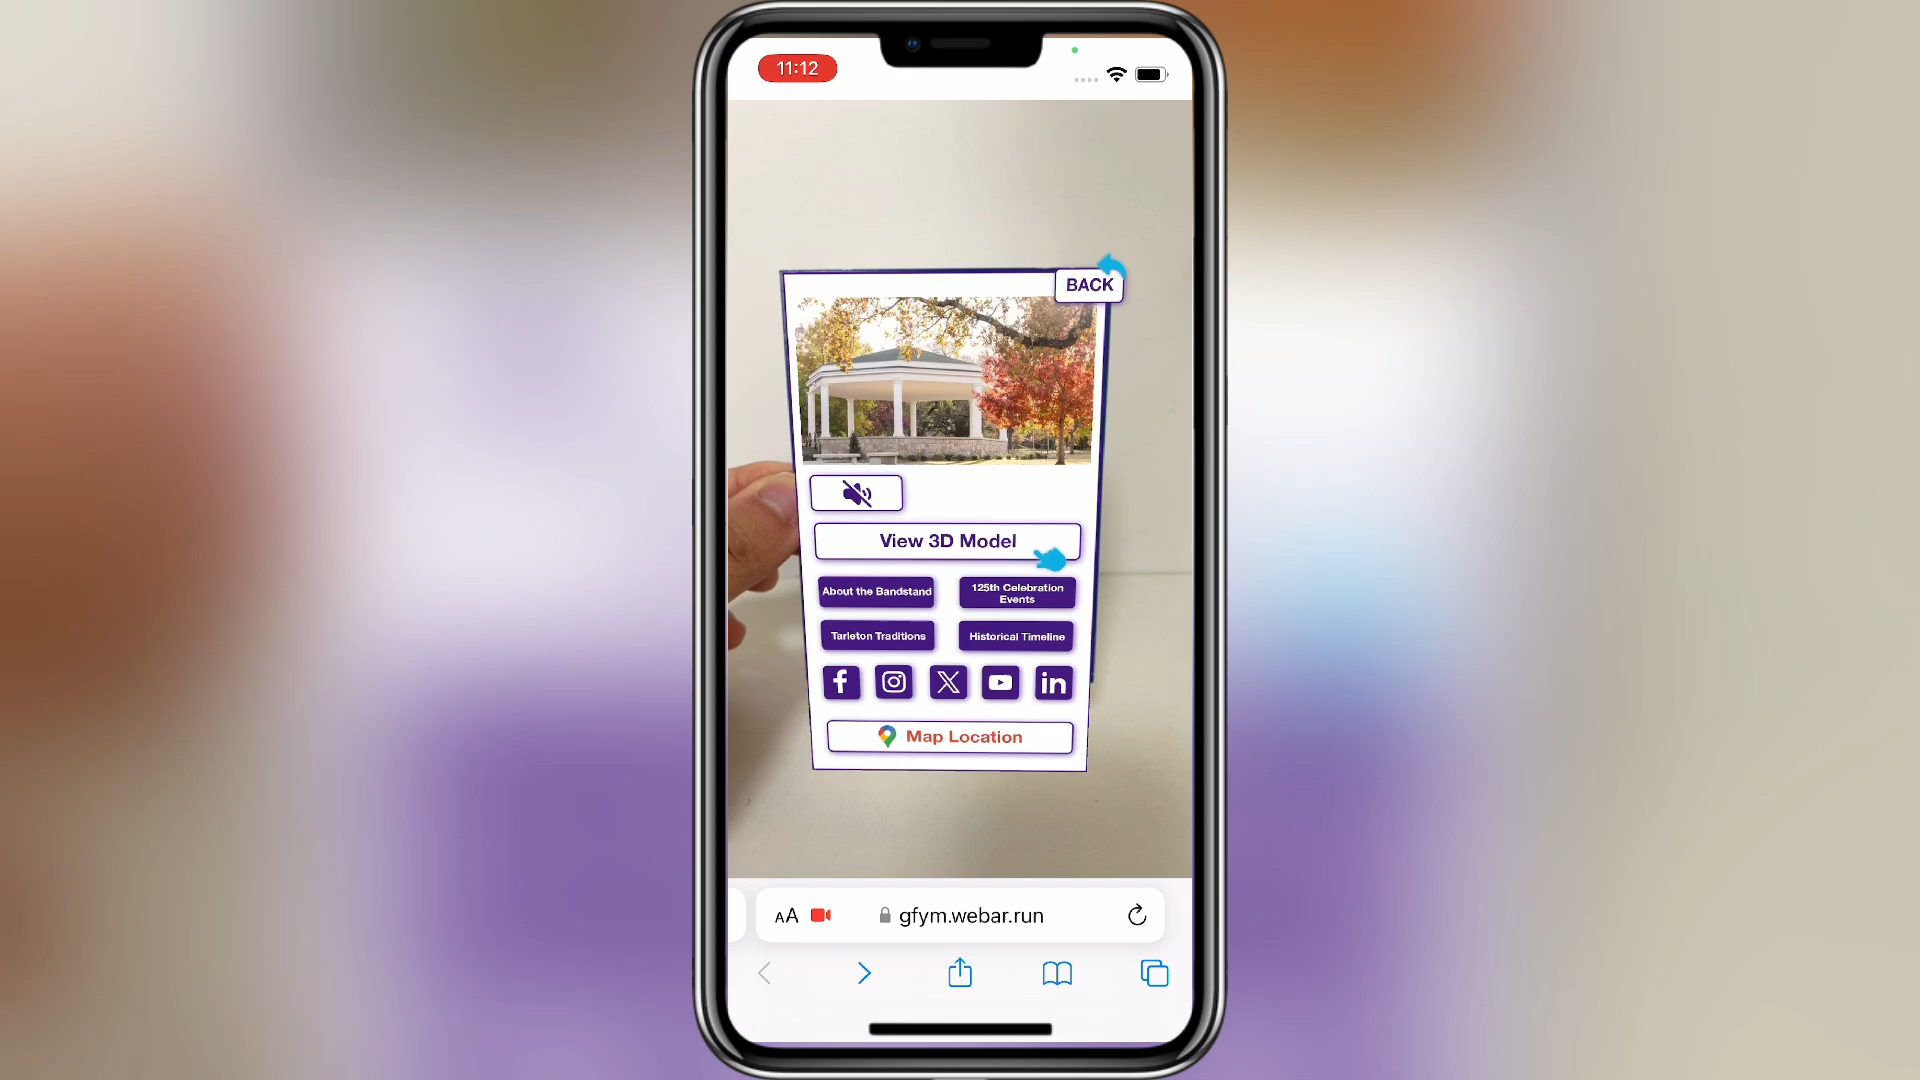 11:12
BACK
View 3D Model
About the Bandstand
125th Celebration
Events
Tarleton Traditions
Historical Timeline
Map Location
AA
gfym.webar.run